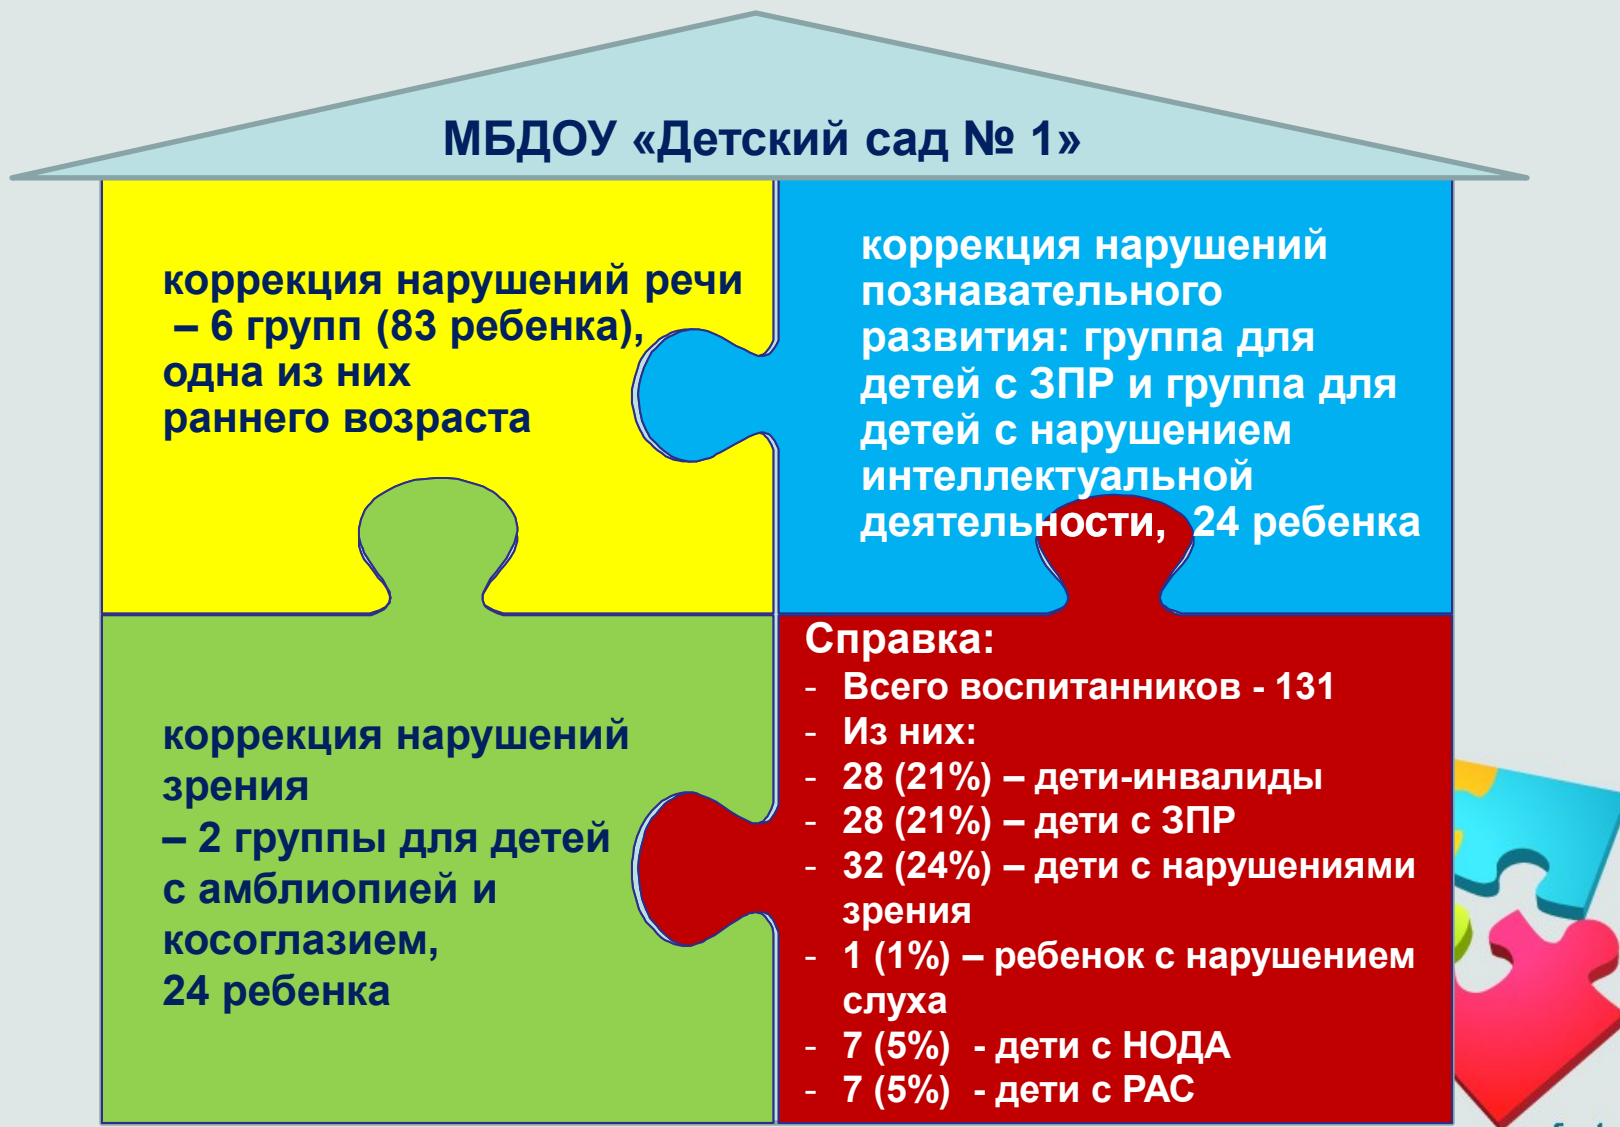 МБДОУ «Детский сад № 1»
коррекция нарушений речи
– 6 групп (83 ребенка),
одна из них
раннего возраста
коррекция нарушений
познавательного
развития: группа для
детей с ЗПР и группа для
детей с нарушением
интеллектуальной
деятельности, 24 ребенка
коррекция нарушений
зрения
– 2 группы для детей
с амблиопией и
косоглазием,
24 ребенка
Справка:
- Всего воспитанников - 131
- Из них:
- 28 (21%) – дети-инвалиды
- 28 (21%) – дети с ЗПР
- 32 (24%) – дети с нарушениями
зрения
- 1 (1%) – ребенок с нарушением
слуха
- 7 (5%) - дети с НОДА
- 7 (5%) - дети с РАС